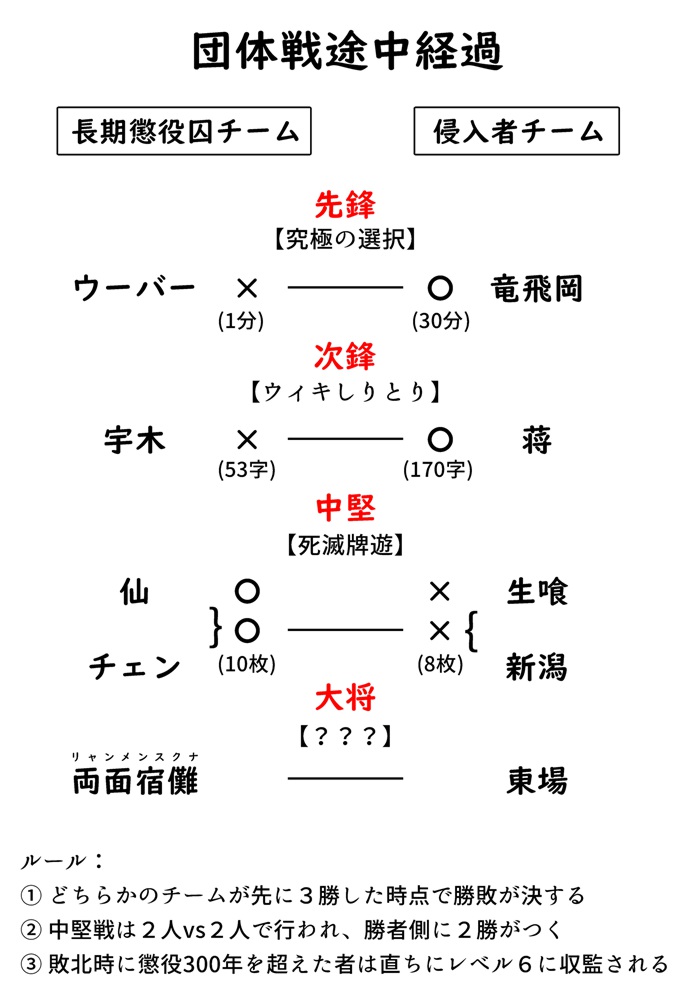 団体戦途中経過
長期懲役囚チーム 侵入者チーム
先鋒
【究極の選択】
ウーバー × ○ 竜飛岡
(1分) (30分)
次鋒
【ウィキしりとり】
宇木 × ○ 蒋
(53字) (170字)
中堅
【死滅牌遊】
仙 ○ × 生喰
} ○ × {
チェン (10枚) (8枚) 新潟
大将
【？？？】
リャンメンスクナ
両面宿儺 東場
ルール：
① どちらかのチームが先に３勝した時点で勝敗が決する
② 中堅戦は２人vs２人で行われ、勝者側に２勝がつく
③ 敗北時に懲役300年を超えた者は直ちにレベル６に収監される